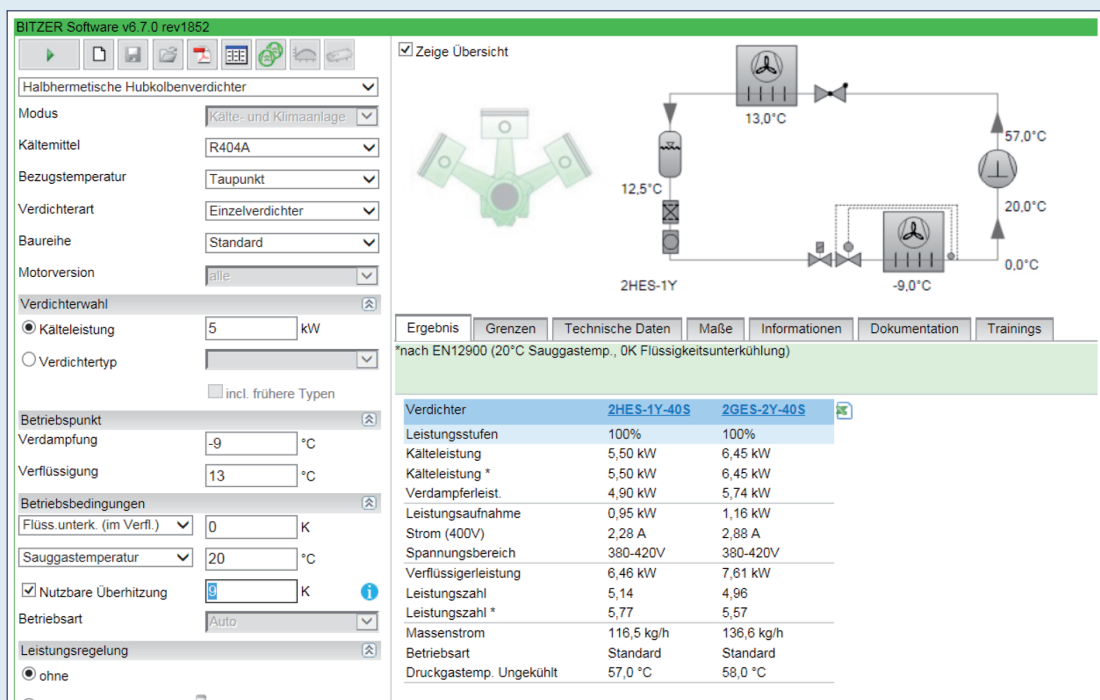 BITZER Software v6.7.0 rev1852
Halbhermetische Hubkolbenverdichter
Modus Kälte- und Klimaanlage
Kältemittel R404A
Bezugstemperatur Taupunkt
Verdichterart Einzelverdichter
Baureihe Standard
Motorversion alle
Verdichterwahl
Kälteleistung 5 kW
Verdichtertyp
incl. frühere Typen
Betriebspunkt
Verdampfung -9 °C
Verflüssigung 13 °C
Betriebsbedingungen
Flüss.unterk. (im Verfl.) 0 K
Sauggastemperatur 20 °C
Nutzbare Überhitzung 9 K
Betriebsart Auto
Leistungsregelung
ohne
Zeige Übersicht
13,0°C
57,0°C
12,5°C
20,0°C
0,0°C
2HES-1Y
-9,0°C
Ergebnis Grenzen Technische Daten Maße Informationen Dokumentation Trainings
*nach EN12900 (20°C Sauggastemp., 0K Flüssigkeitsunterkühlung)
Verdichter 2HES-1Y-40S 2GES-2Y-40S
Leistungsstufen 100% 100%
Kälteleistung 5,50 kW 6,45 kW
Kälteleistung * 5,50 kW 6,45 kW
Verdampferleist. 4,90 kW 5,74 kW
Leistungsaufnahme 0,95 kW 1,16 kW
Strom (400V) 2,28 A 2,88 A
Spannungsbereich 380-420V 380-420V
Verflüssigerleistung 6,46 kW 7,61 kW
Leistungszahl 5,14 4,96
Leistungszahl * 5,77 5,57
Massenstrom 116,5 kg/h 136,6 kg/h
Betriebsart Standard Standard
Druckgastemp. Ungekühlt 57,0 °C 58,0 °C